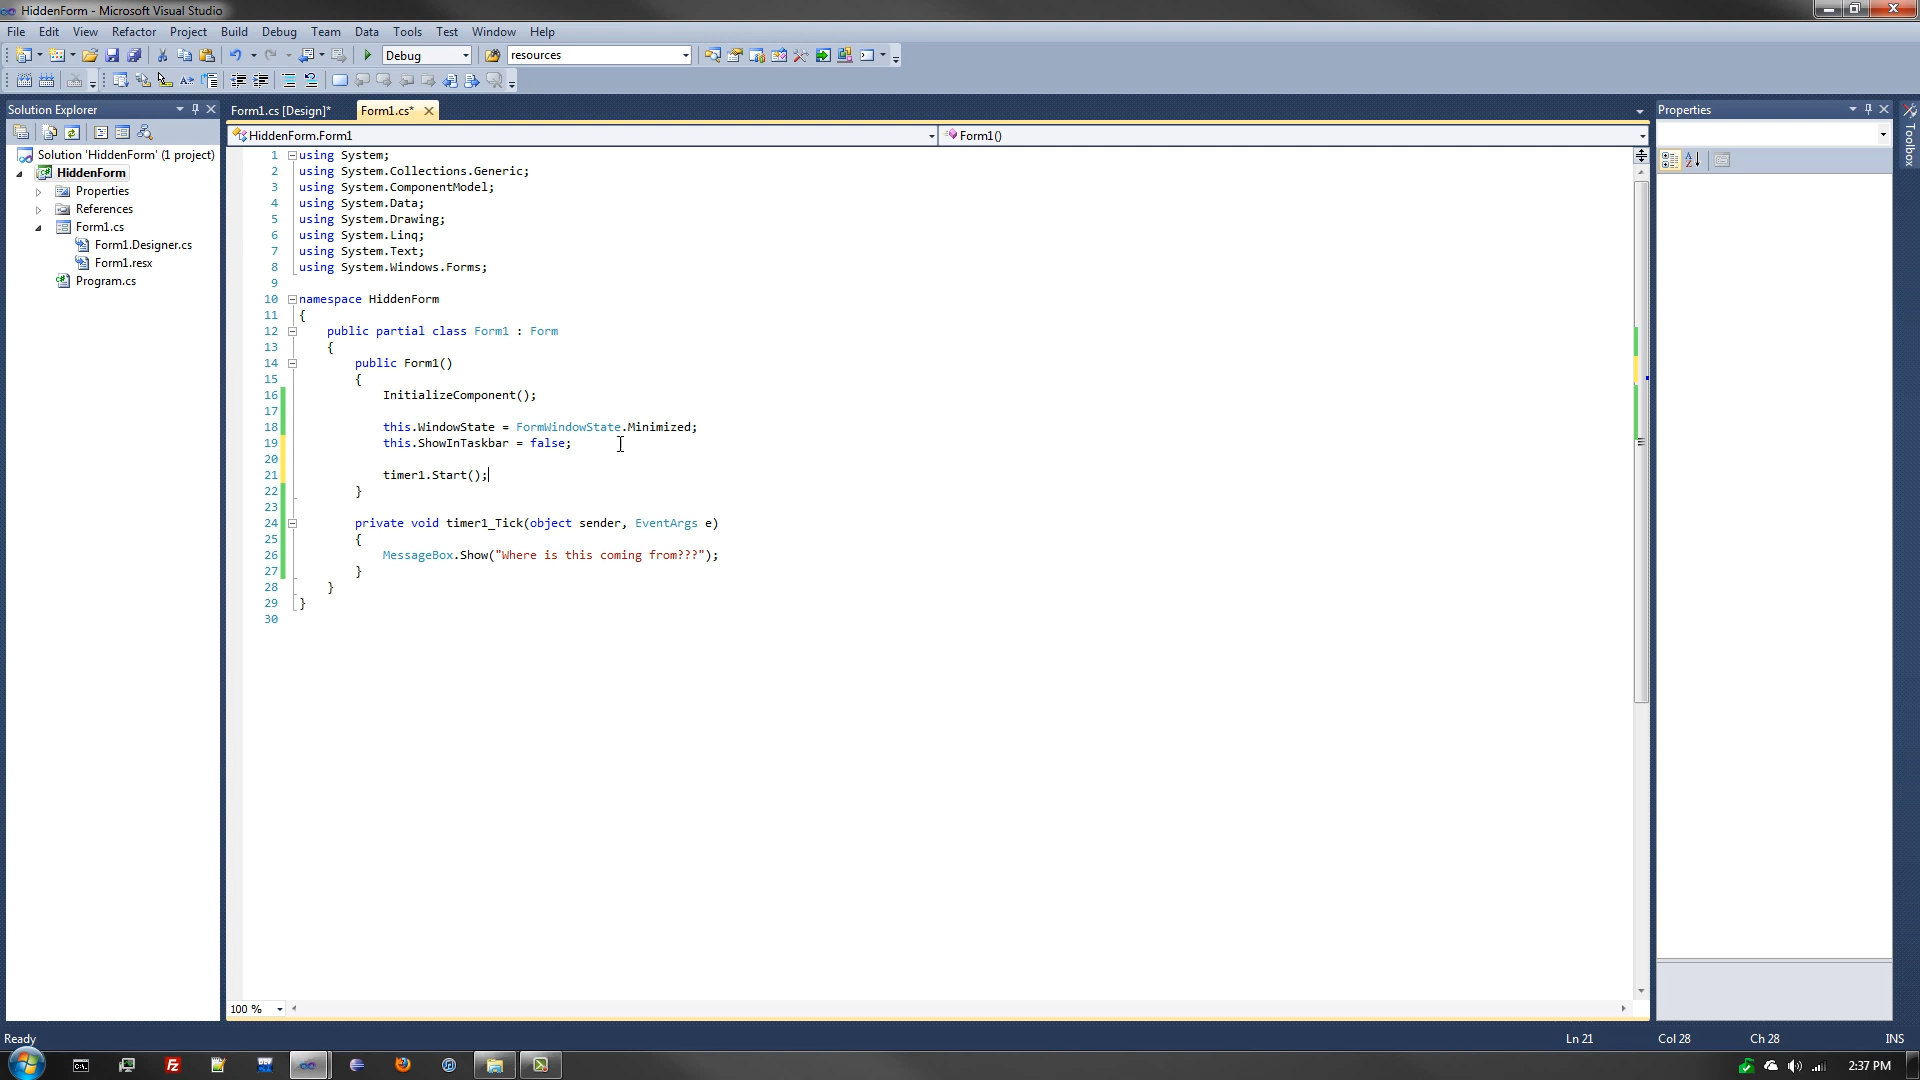 HiddenForm - Microsoft Visual Studio
File Edit View Refactor Project Build Debug Team Data Tools Test Window Help
Debug resources
Solution Explorer
Form1.cs [Design]* Form1.cs*
Properties
Toolbox
HiddenForm.Form1 Form1()
Solution 'HiddenForm' (1 project)
HiddenForm
Properties
References
Form1.cs
Form1.Designer.cs
Form1.resx
Program.cs
1 using System;
2 using System.Collections.Generic;
3 using System.ComponentModel;
4 using System.Data;
5 using System.Drawing;
6 using System.Linq;
7 using System.Text;
8 using System.Windows.Forms;
9
10 namespace HiddenForm
11 {
12 public partial class Form1 : Form
13 {
14 public Form1()
15 {
16 InitializeComponent();
17
18 this.WindowState = FormWindowState.Minimized;
19 this.ShowInTaskbar = false;
20
21 timer1.Start();
22 }
23
24 private void timer1_Tick(object sender, EventArgs e)
25 {
26 MessageBox.Show("Where is this coming from???");
27 }
28 }
29 }
30
100 %
Ready Ln 21 Col 28 Ch 28 INS
2:37 PM